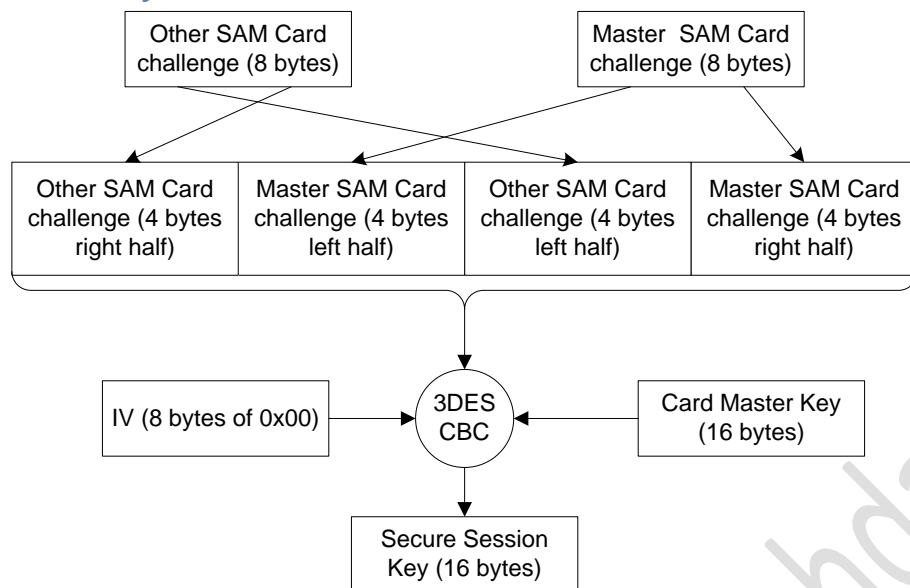 Other SAM Card
challenge (8 bytes)
Master SAM Card
challenge (8 bytes)
Other SAM Card
challenge (4 bytes
right half)
Master SAM Card
challenge (4 bytes
left half)
Other SAM Card
challenge (4 bytes
left half)
Master SAM Card
challenge (4 bytes
right half)
IV (8 bytes of 0x00)
3DES
CBC
Card Master Key
(16 bytes)
Secure Session
Key (16 bytes)